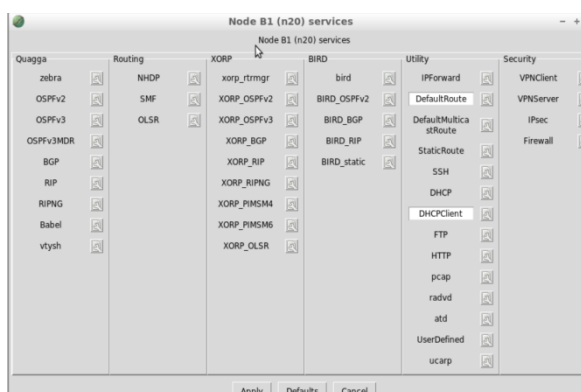 Node B1 (n20) services
Node B1 (n20) services
Quagga
zebra
OSPFv2
OSPFv3
OSPFv3MDR
BGP
RIP
RIPNG
Babel
vtysh
Routing
NHDP
SMF
OLSR
XORP
xorp_rtrmgr
XORP_OSPFv2
XORP_OSPFv3
XORP_BGP
XORP_RIP
XORP_RIPNG
XORP_PIMSM4
XORP_PIMSM6
XORP_OLSR
BIRD
bird
BIRD_OSPFv2
BIRD_BGP
BIRD_RIP
BIRD_static
Utility
IPForward
DefaultRoute
DefaultMultica
stRoute
StaticRoute
SSH
DHCP
DHCPClient
FTP
HTTP
pcap
radvd
atd
UserDefined
ucarp
Security
VPNClient
VPNServer
IPsec
Firewall
Apply Defaults Cancel